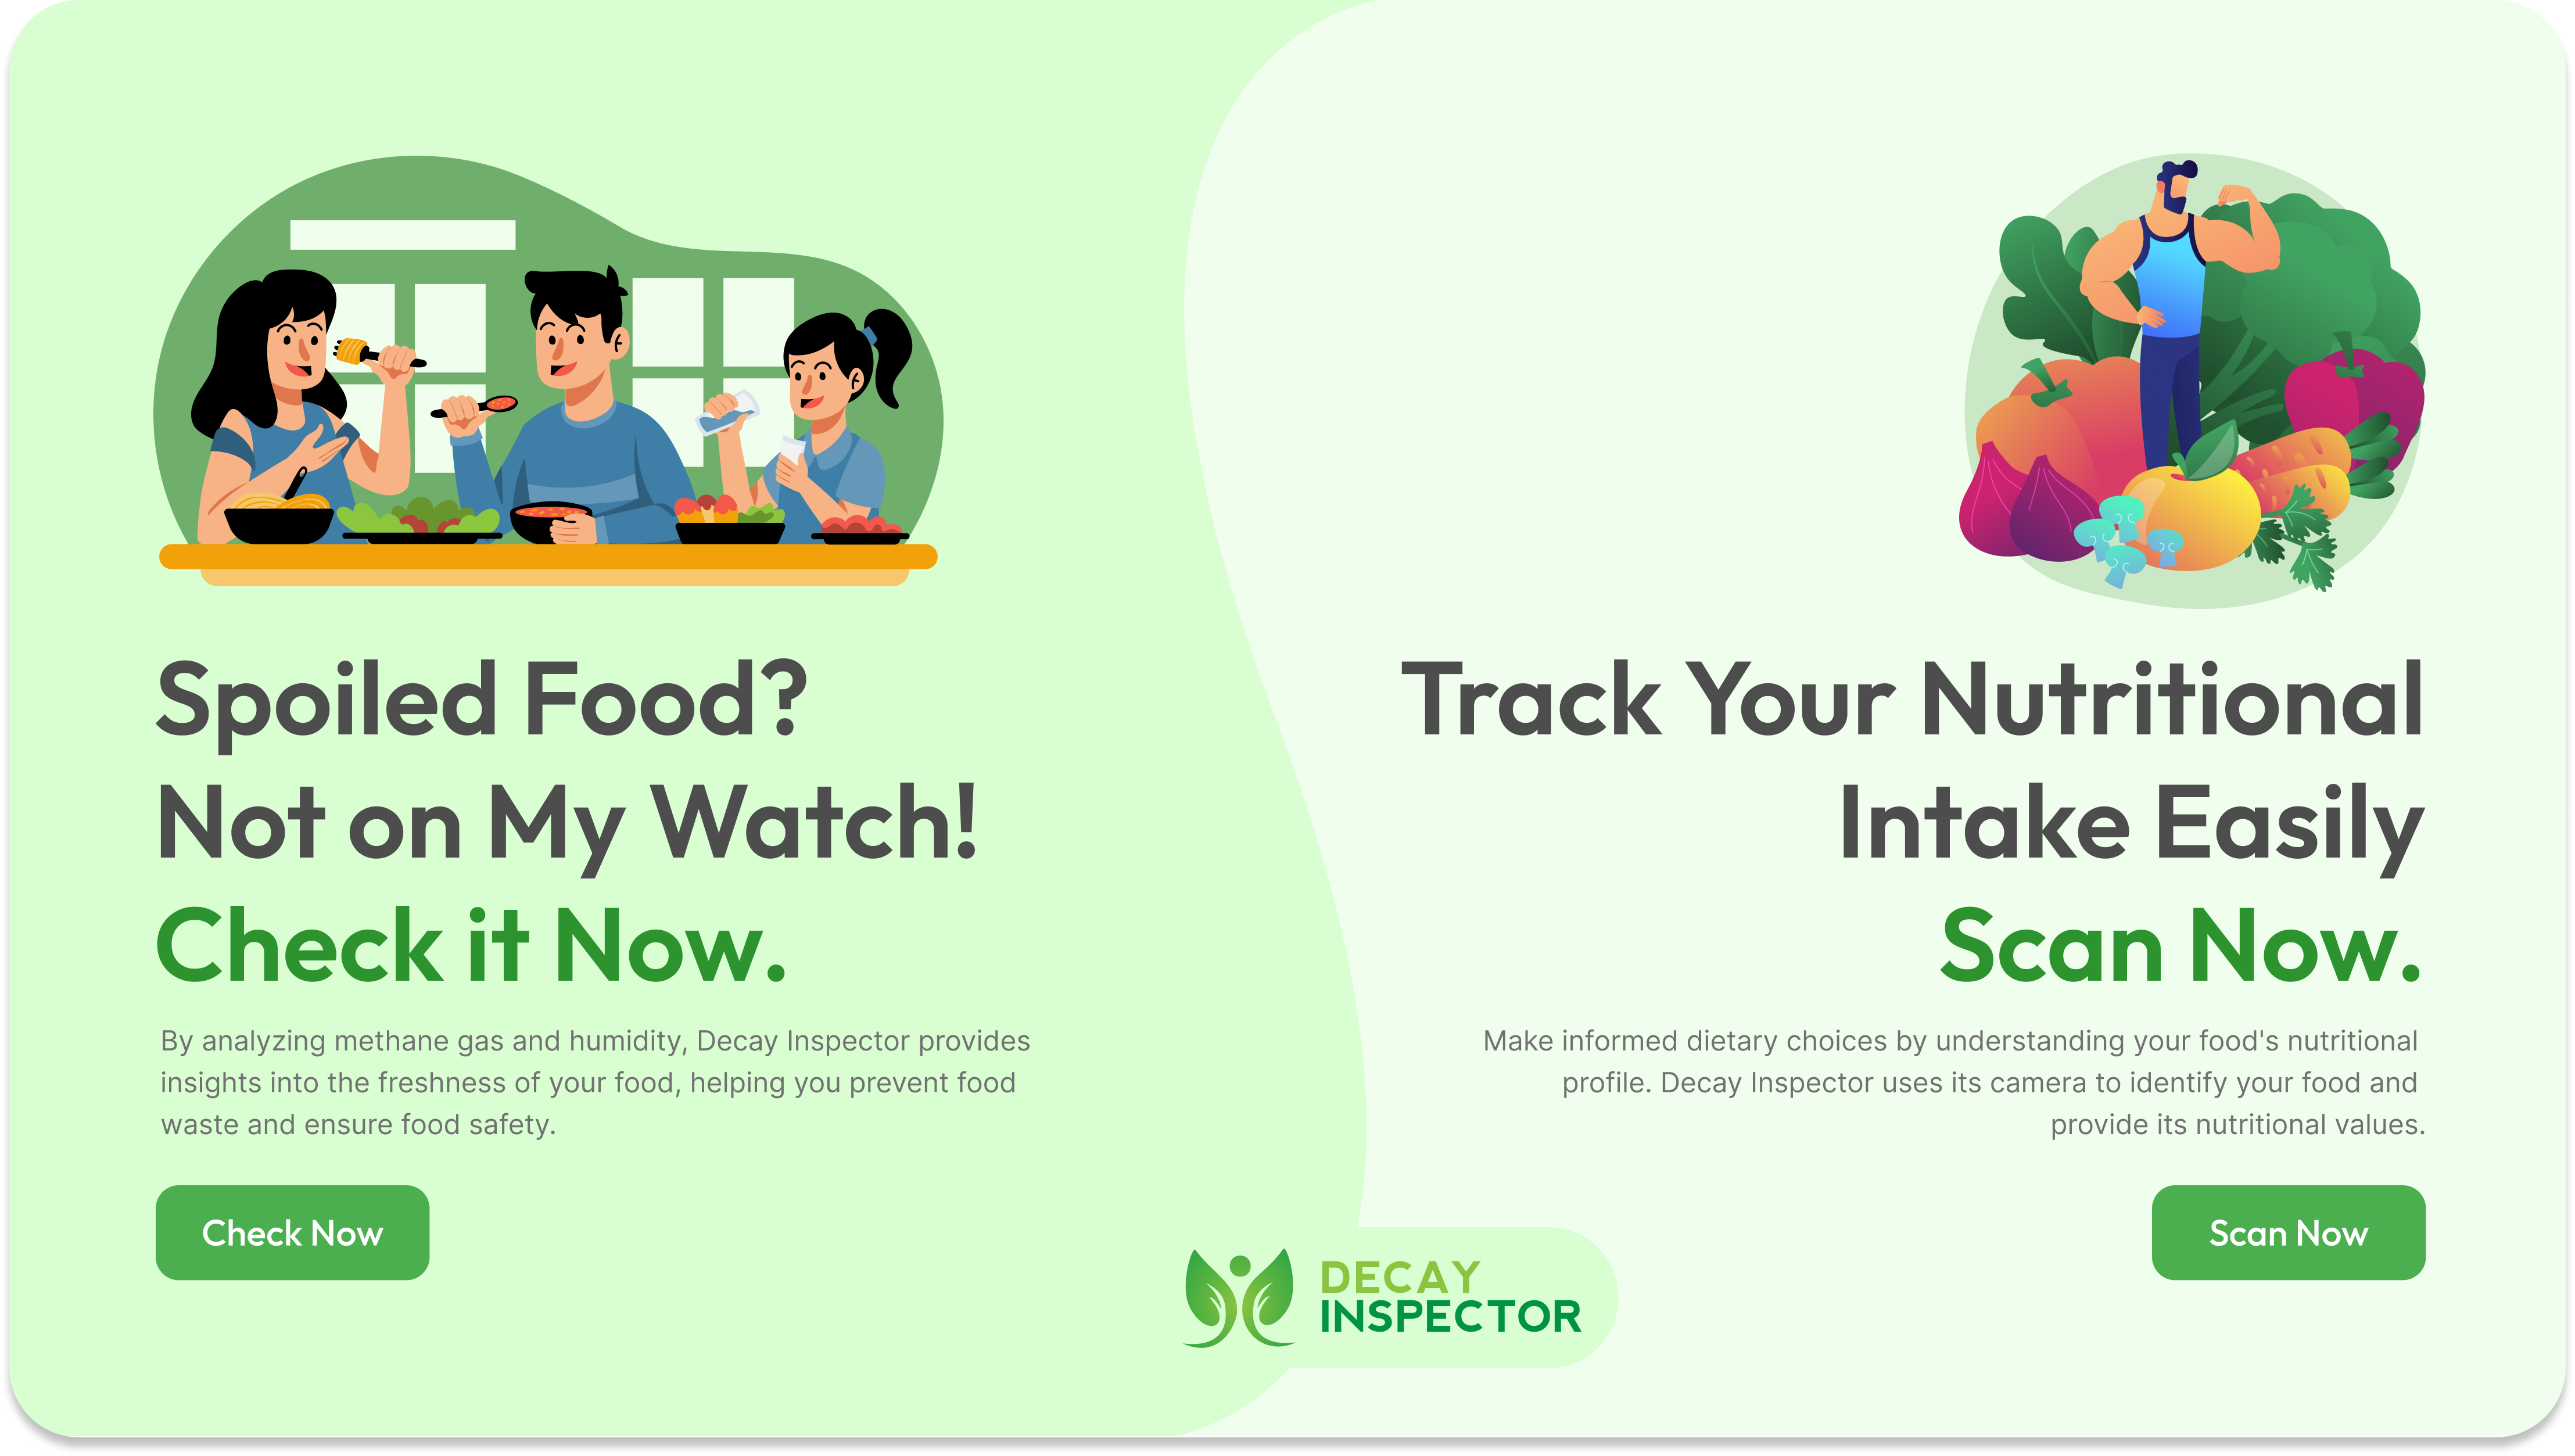 Spoiled Food?
Not on My Watch!
Check it Now.
By analyzing methane gas and humidity, Decay Inspector provides
insights into the freshness of your food, helping you prevent food
waste and ensure food safety.
Check Now
Track Your Nutritional
Intake Easily
Scan Now.
Make informed dietary choices by understanding your food's nutritional
profile. Decay Inspector uses its camera to identify your food and
provide its nutritional values.
Scan Now
DECAY
INSPECTOR